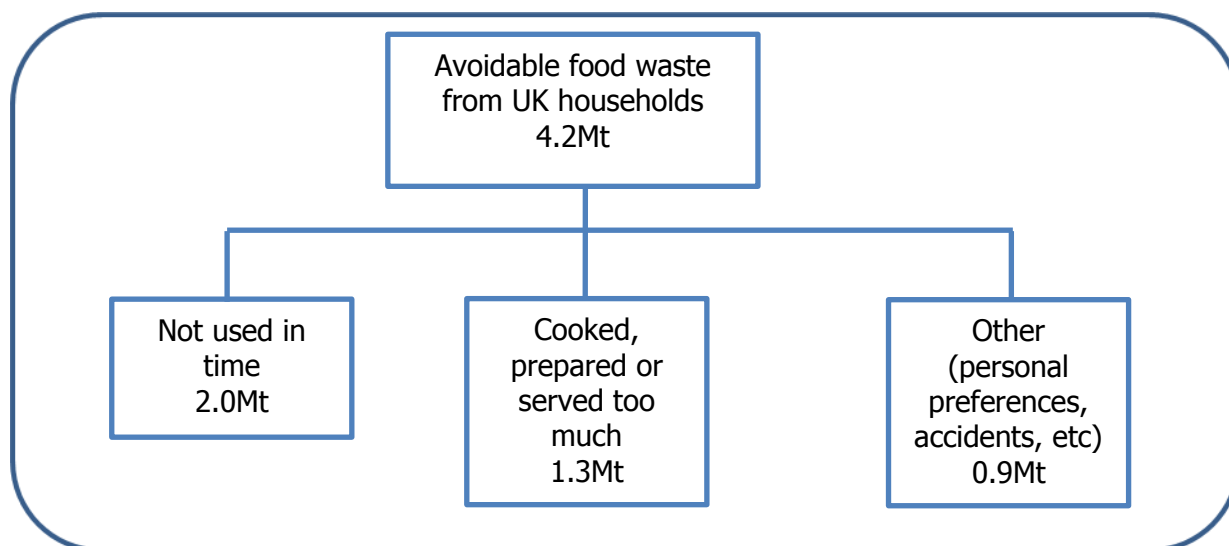 Avoidable food waste
from UK households
4.2Mt
Not used in
time
2.0Mt
Cooked,
prepared or
served too
much
1.3Mt
Other
(personal
preferences,
accidents, etc)
0.9Mt